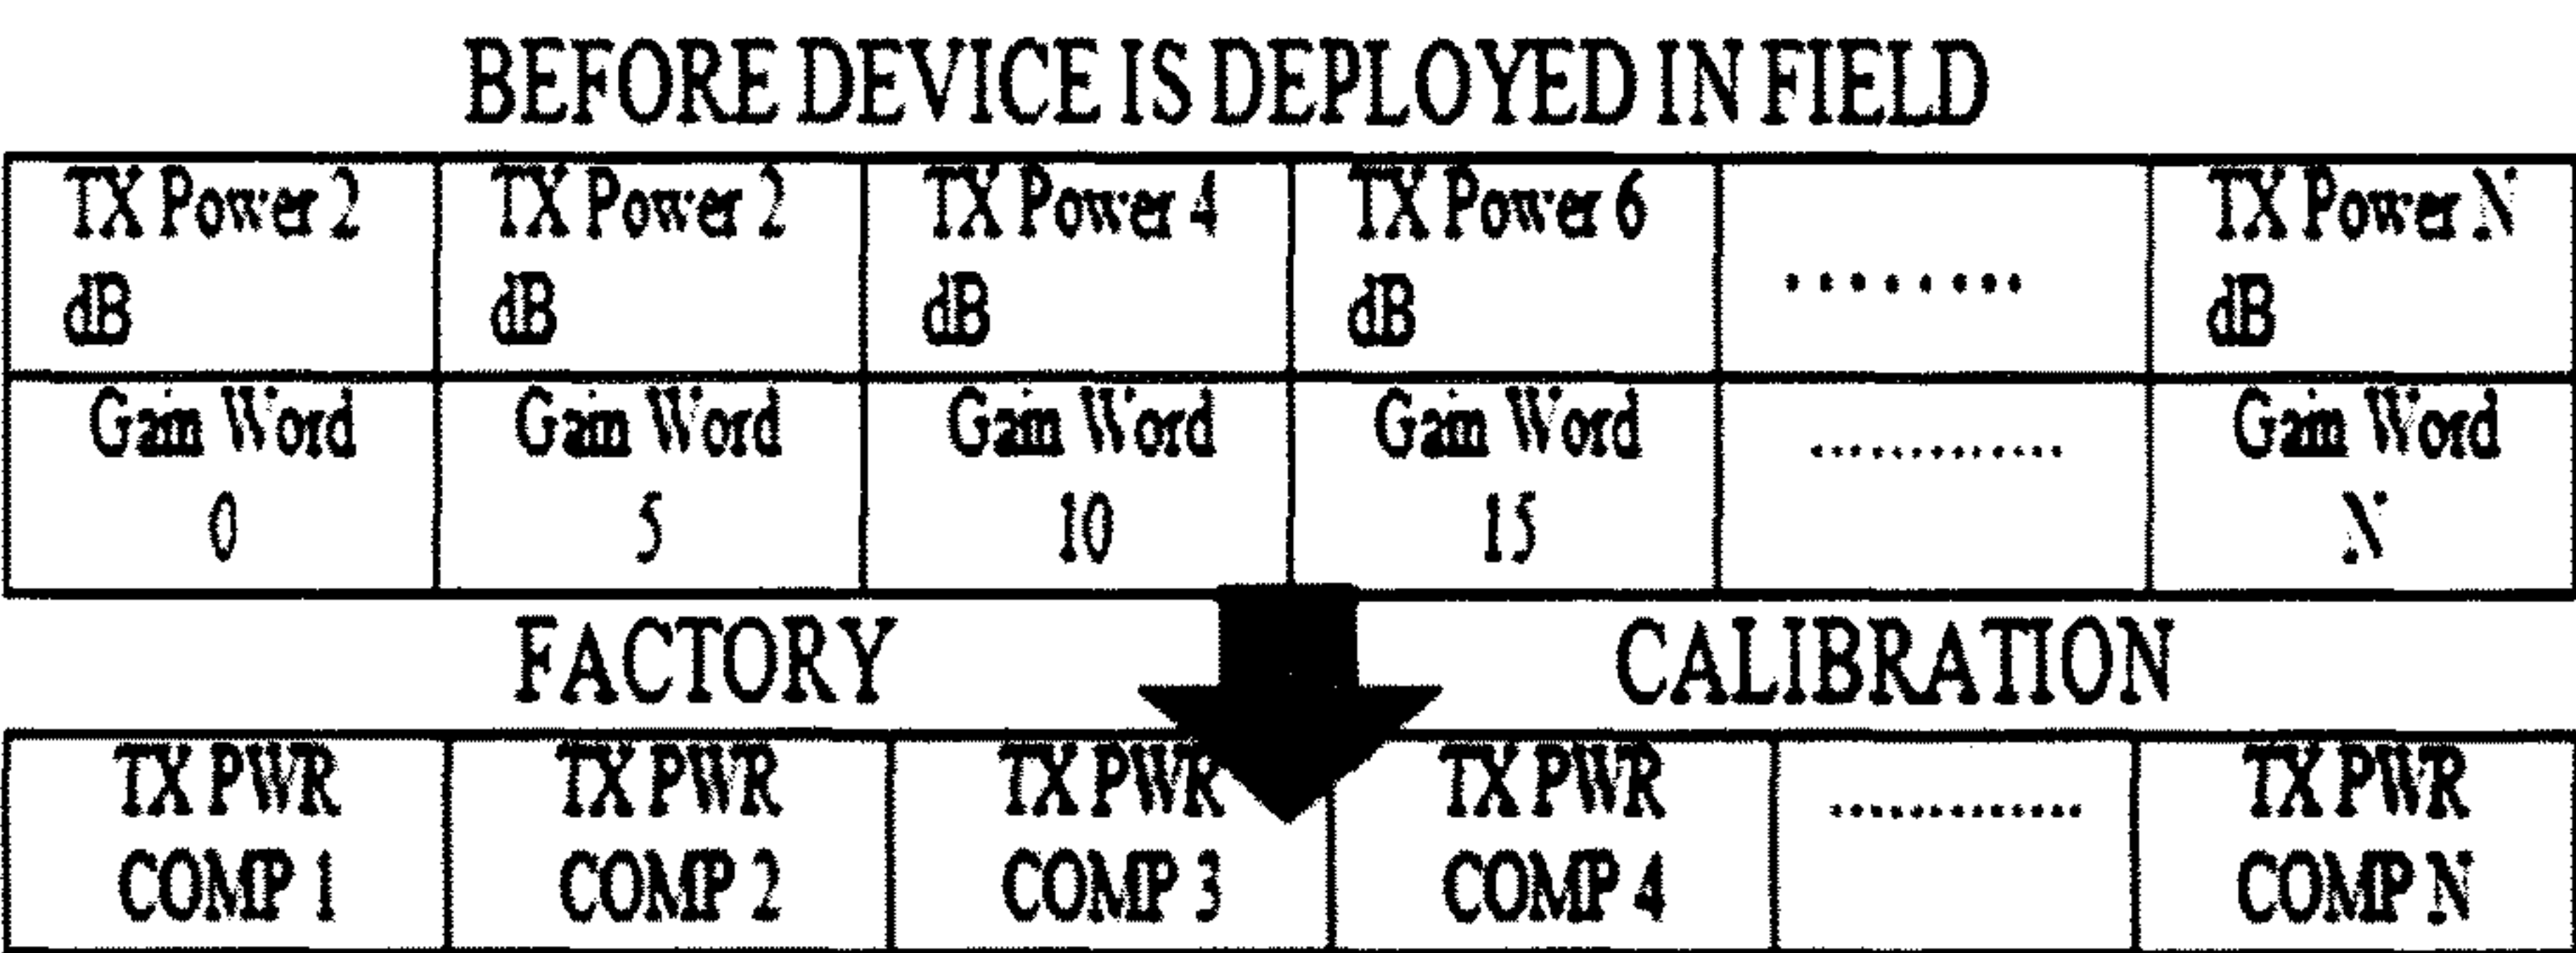 BEFORE DEVICE IS DEPLOYED IN FIELD
TX Power 2 dB
TX Power 2 dB
TX Power 4 dB
TX Power 6 dB
........
TX Power N dB
Gain Word 0
Gain Word 5
Gain Word 10
Gain Word 15
.............
Gain Word N
FACTORY CALIBRATION
TX PWR COMP 1
TX PWR COMP 2
TX PWR COMP 3
TX PWR COMP 4
.............
TX PWR COMP N